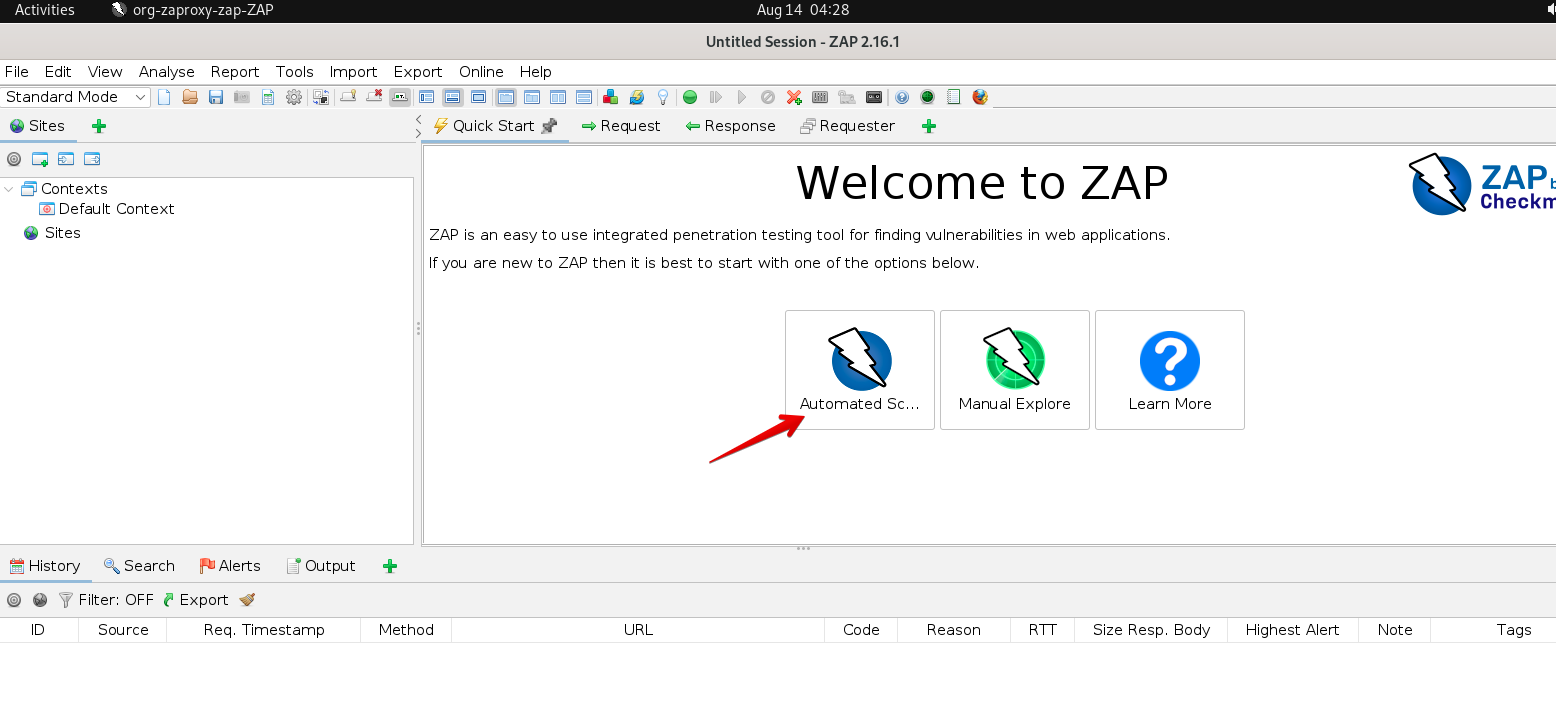 Activities org-zaproxy-zap-ZAP Aug 14 04:28
Untitled Session - ZAP 2.16.1
File Edit View Analyse Report Tools Import Export Online Help
Standard Mode
Sites Quick Start Request Response Requester
Contexts
Default Context
Sites
Welcome to ZAP
ZAP b
Checkm
ZAP is an easy to use integrated penetration testing tool for finding vulnerabilities in web applications.
If you are new to ZAP then it is best to start with one of the options below.
Automated Sc... Manual Explore Learn More
History Search Alerts Output
Filter: OFF Export
ID Source Req. Timestamp Method URL Code Reason RTT Size Resp. Body Highest Alert Note Tags